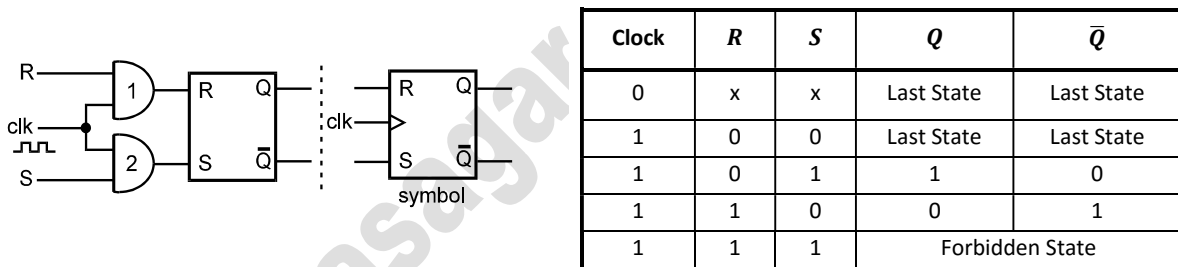 R
clk
S
1
2
R Q
S Q̅
clk
R Q
S Q̅
symbol
Clock R S Q Q̅
0 x x Last State Last State
1 0 0 Last State Last State
1 0 1 1 0
1 1 0 0 1
1 1 1 Forbidden State